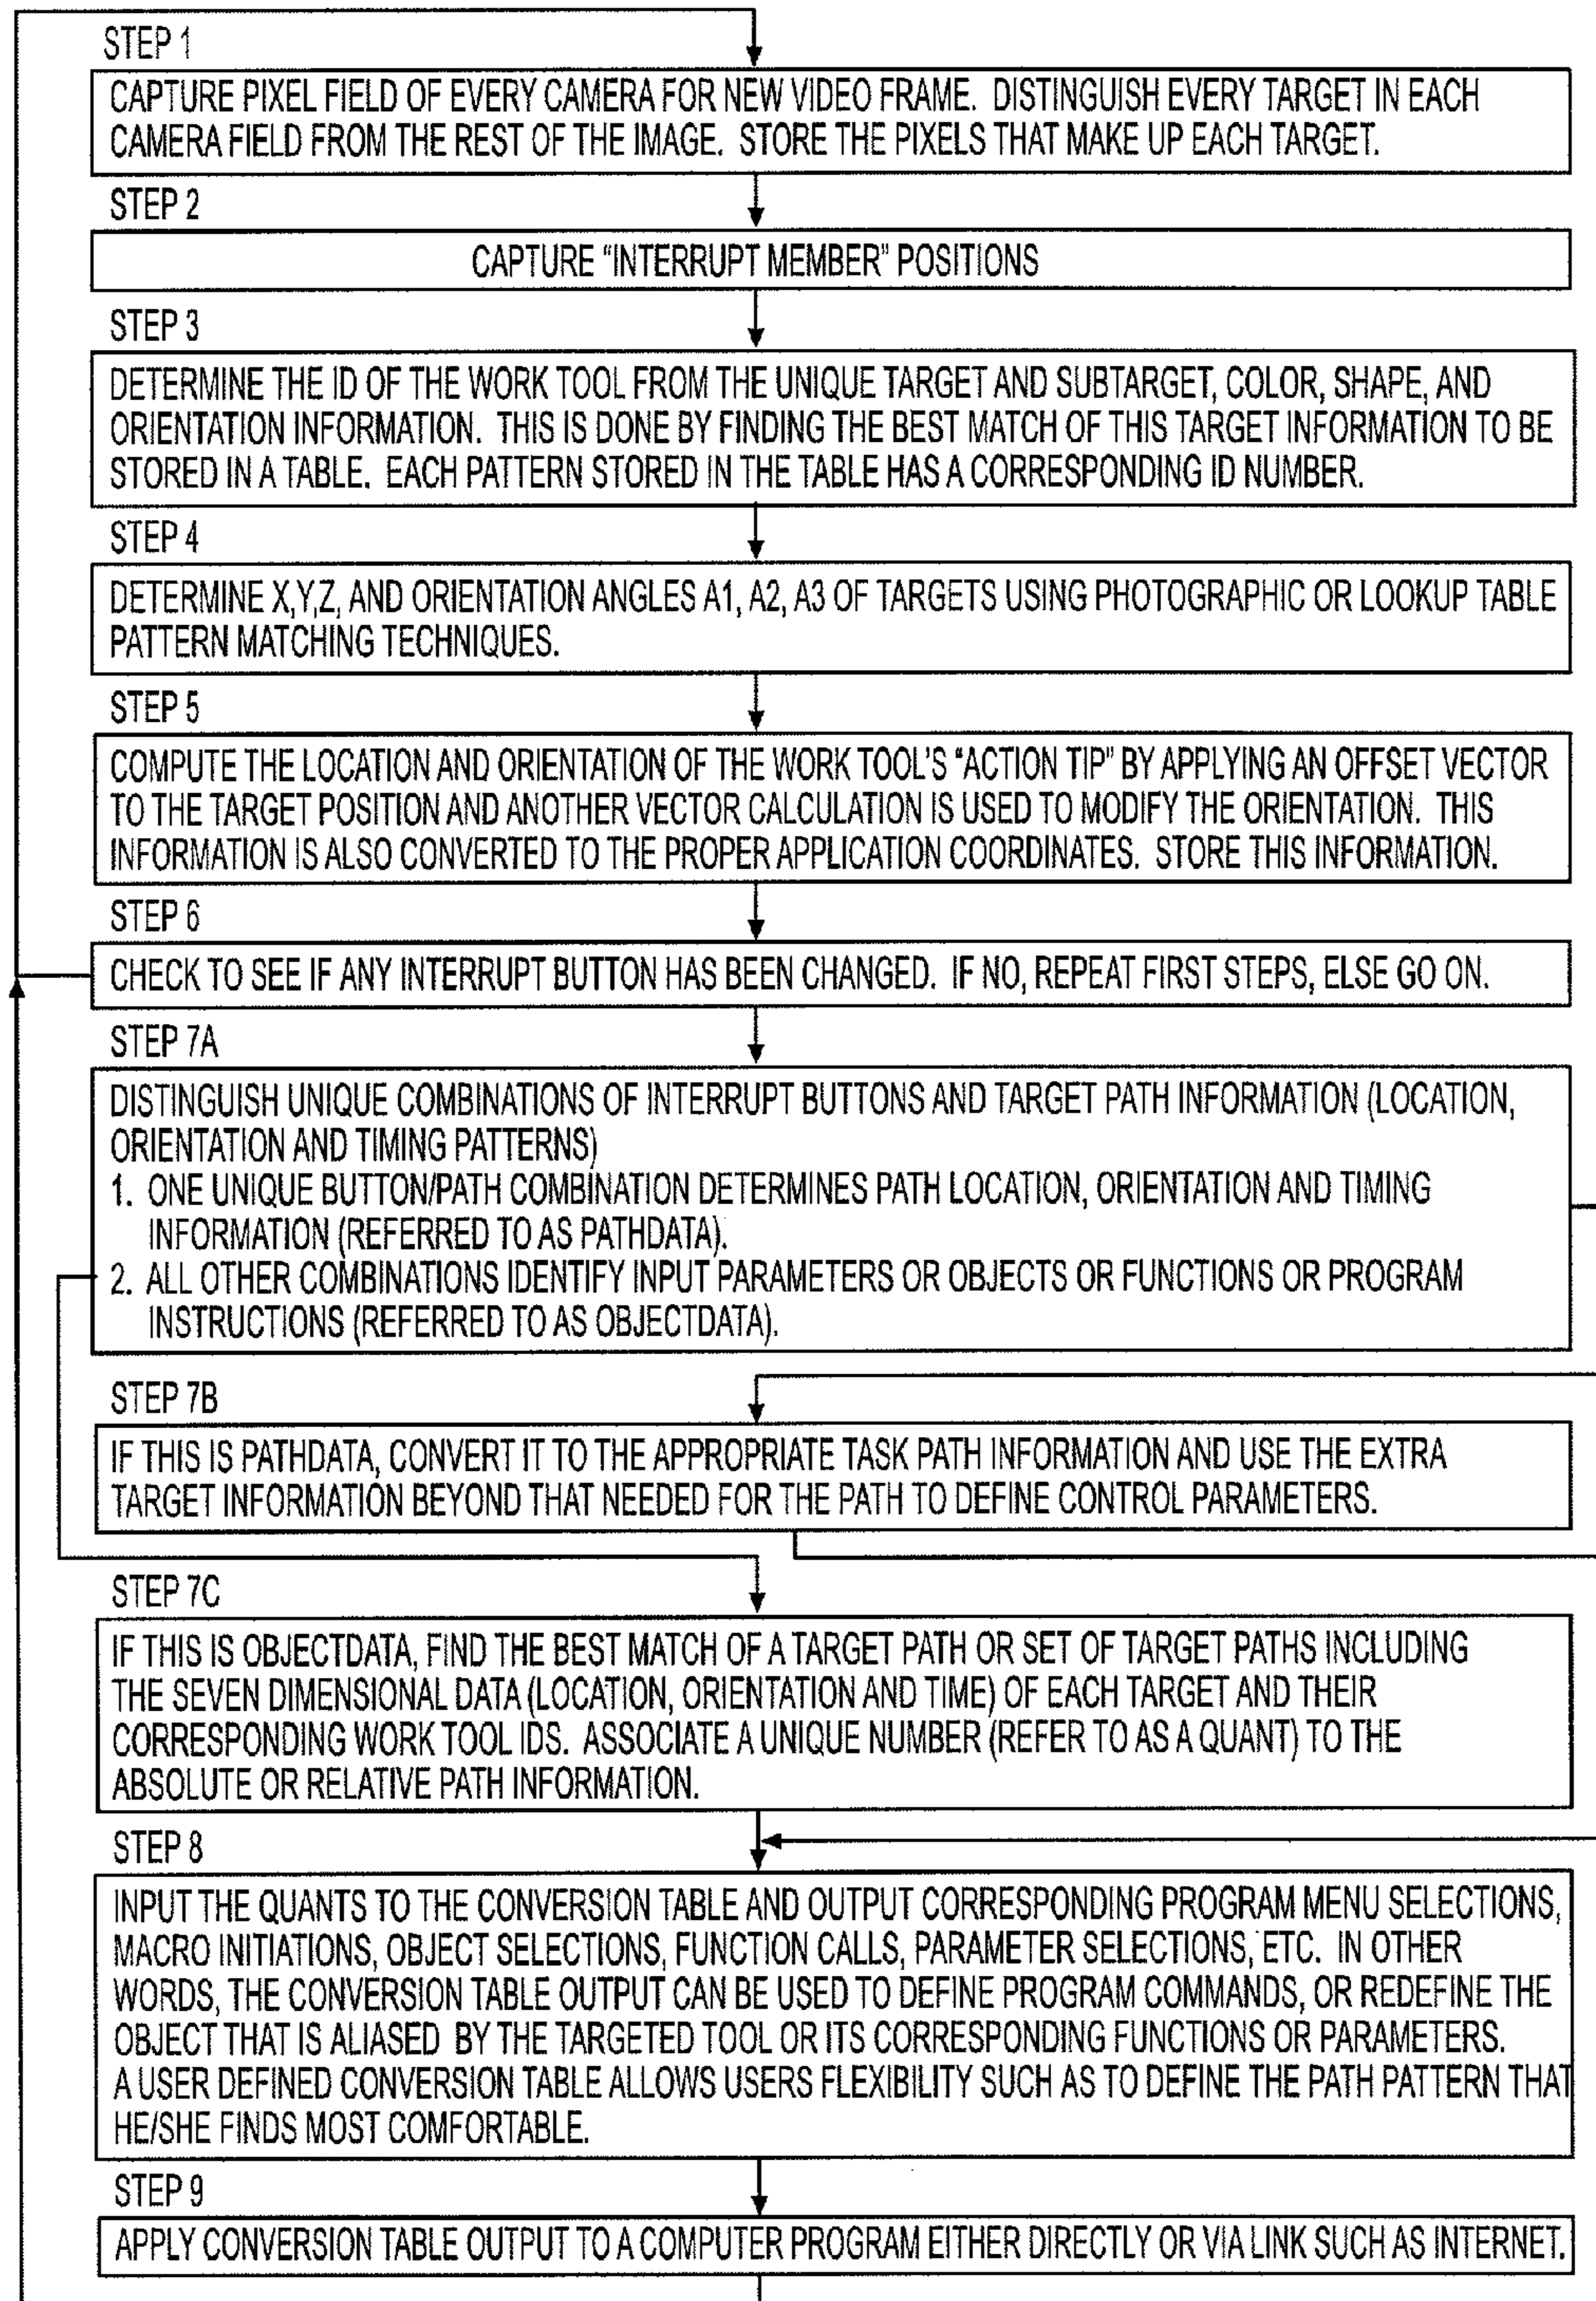 STEP 1
CAPTURE PIXEL FIELD OF EVERY CAMERA FOR NEW VIDEO FRAME. DISTINGUISH EVERY TARGET IN EACH
CAMERA FIELD FROM THE REST OF THE IMAGE. STORE THE PIXELS THAT MAKE UP EACH TARGET.
STEP 2
CAPTURE "INTERRUPT MEMBER" POSITIONS
STEP 3
DETERMINE THE ID OF THE WORK TOOL FROM THE UNIQUE TARGET AND SUBTARGET, COLOR, SHAPE, AND
ORIENTATION INFORMATION. THIS IS DONE BY FINDING THE BEST MATCH OF THIS TARGET INFORMATION TO BE
STORED IN A TABLE. EACH PATTERN STORED IN THE TABLE HAS A CORRESPONDING ID NUMBER.
STEP 4
DETERMINE X,Y,Z, AND ORIENTATION ANGLES A1, A2, A3 OF TARGETS USING PHOTOGRAPHIC OR LOOKUP TABLE
PATTERN MATCHING TECHNIQUES.
STEP 5
COMPUTE THE LOCATION AND ORIENTATION OF THE WORK TOOL'S "ACTION TIP" BY APPLYING AN OFFSET VECTOR
TO THE TARGET POSITION AND ANOTHER VECTOR CALCULATION IS USED TO MODIFY THE ORIENTATION. THIS
INFORMATION IS ALSO CONVERTED TO THE PROPER APPLICATION COORDINATES. STORE THIS INFORMATION.
STEP 6
CHECK TO SEE IF ANY INTERRUPT BUTTON HAS BEEN CHANGED. IF NO, REPEAT FIRST STEPS, ELSE GO ON.
STEP 7A
DISTINGUISH UNIQUE COMBINATIONS OF INTERRUPT BUTTONS AND TARGET PATH INFORMATION (LOCATION,
ORIENTATION AND TIMING PATTERNS)
1. ONE UNIQUE BUTTON/PATH COMBINATION DETERMINES PATH LOCATION, ORIENTATION AND TIMING
INFORMATION (REFERRED TO AS PATHDATA).
2. ALL OTHER COMBINATIONS IDENTIFY INPUT PARAMETERS OR OBJECTS OR FUNCTIONS OR PROGRAM
INSTRUCTIONS (REFERRED TO AS OBJECTDATA).
STEP 7B
IF THIS IS PATHDATA, CONVERT IT TO THE APPROPRIATE TASK PATH INFORMATION AND USE THE EXTRA
TARGET INFORMATION BEYOND THAT NEEDED FOR THE PATH TO DEFINE CONTROL PARAMETERS.
STEP 7C
IF THIS IS OBJECTDATA, FIND THE BEST MATCH OF A TARGET PATH OR SET OF TARGET PATHS INCLUDING
THE SEVEN DIMENSIONAL DATA (LOCATION, ORIENTATION AND TIME) OF EACH TARGET AND THEIR
CORRESPONDING WORK TOOL IDS. ASSOCIATE A UNIQUE NUMBER (REFER TO AS A QUANT) TO THE
ABSOLUTE OR RELATIVE PATH INFORMATION.
STEP 8
INPUT THE QUANTS TO THE CONVERSION TABLE AND OUTPUT CORRESPONDING PROGRAM MENU SELECTIONS,
MACRO INITIATIONS, OBJECT SELECTIONS, FUNCTION CALLS, PARAMETER SELECTIONS, ETC. IN OTHER
WORDS, THE CONVERSION TABLE OUTPUT CAN BE USED TO DEFINE PROGRAM COMMANDS, OR REDEFINE THE
OBJECT THAT IS ALIASED BY THE TARGETED TOOL OR ITS CORRESPONDING FUNCTIONS OR PARAMETERS.
A USER DEFINED CONVERSION TABLE ALLOWS USERS FLEXIBILITY SUCH AS TO DEFINE THE PATH PATTERN THAT
HE/SHE FINDS MOST COMFORTABLE.
STEP 9
APPLY CONVERSION TABLE OUTPUT TO A COMPUTER PROGRAM EITHER DIRECTLY OR VIA LINK SUCH AS INTERNET.